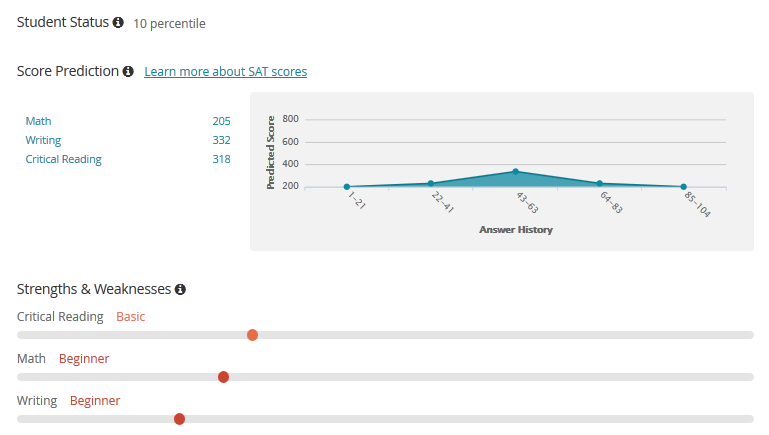 Student Status 10 percentile
Score Prediction Learn more about SAT scores
Math 205
Writing 332
Critical Reading 318
Predicted Score
800
600
400
200
1–21
22–41
43–63
64–83
85–104
Answer History
Strengths & Weaknesses
Critical Reading Basic
Math Beginner
Writing Beginner